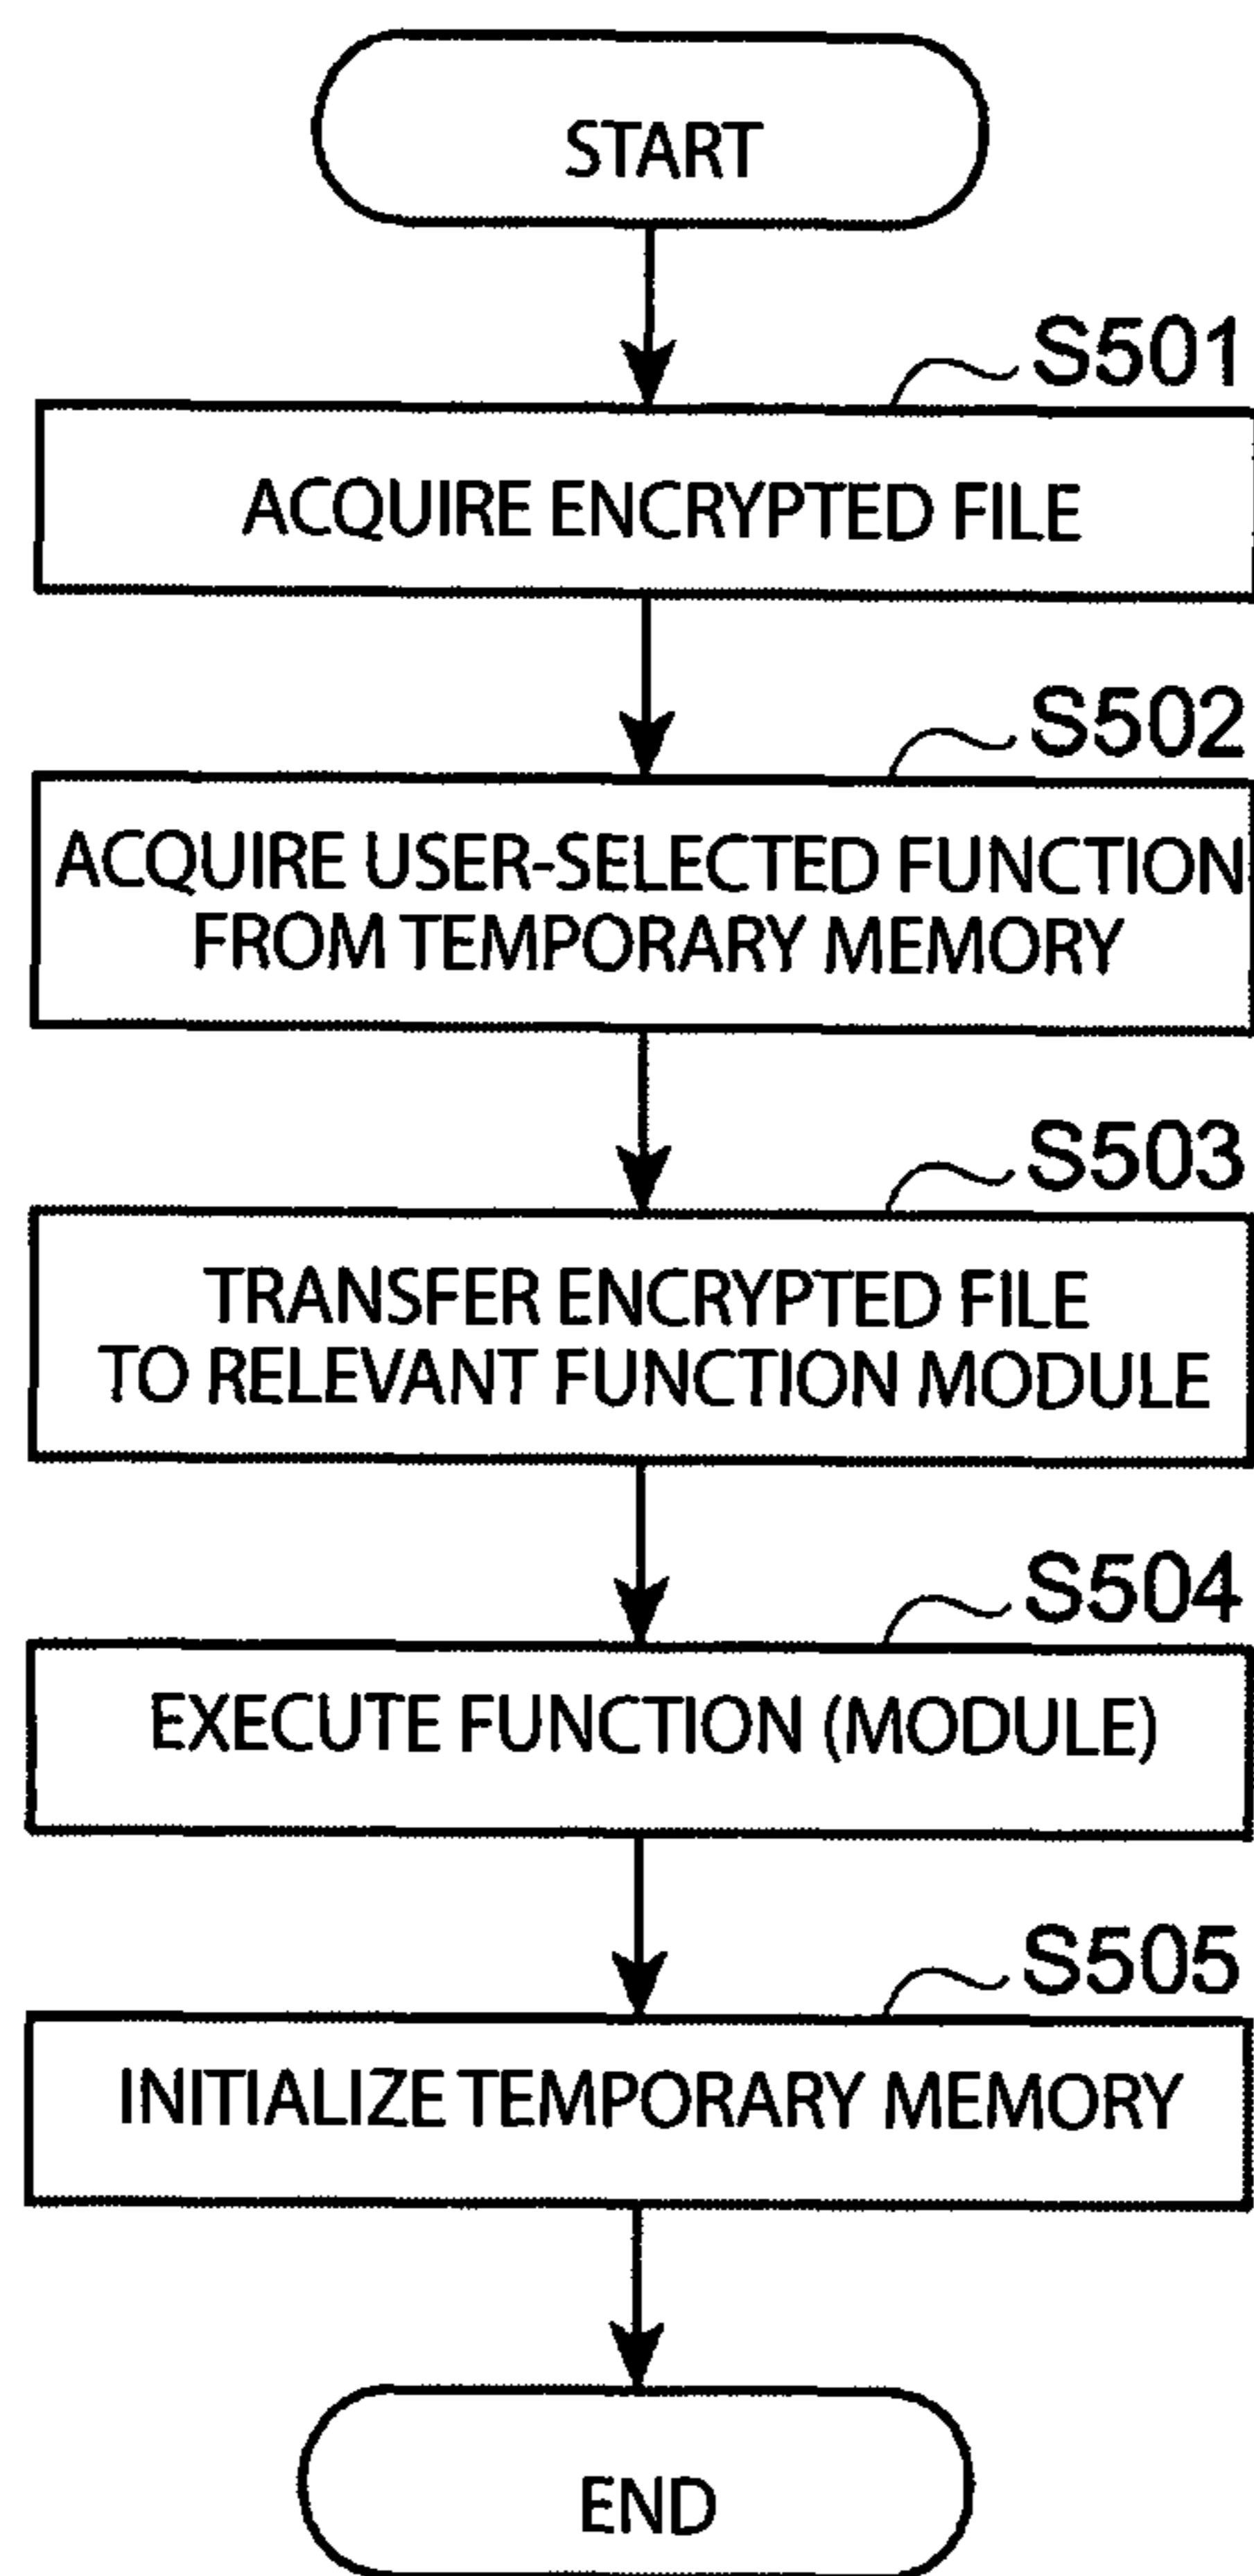 START
S501
ACQUIRE ENCRYPTED FILE
S502
ACQUIRE USER-SELECTED FUNCTION
FROM TEMPORARY MEMORY
S503
TRANSFER ENCRYPTED FILE
TO RELEVANT FUNCTION MODULE
S504
EXECUTE FUNCTION (MODULE)
S505
INITIALIZE TEMPORARY MEMORY
END